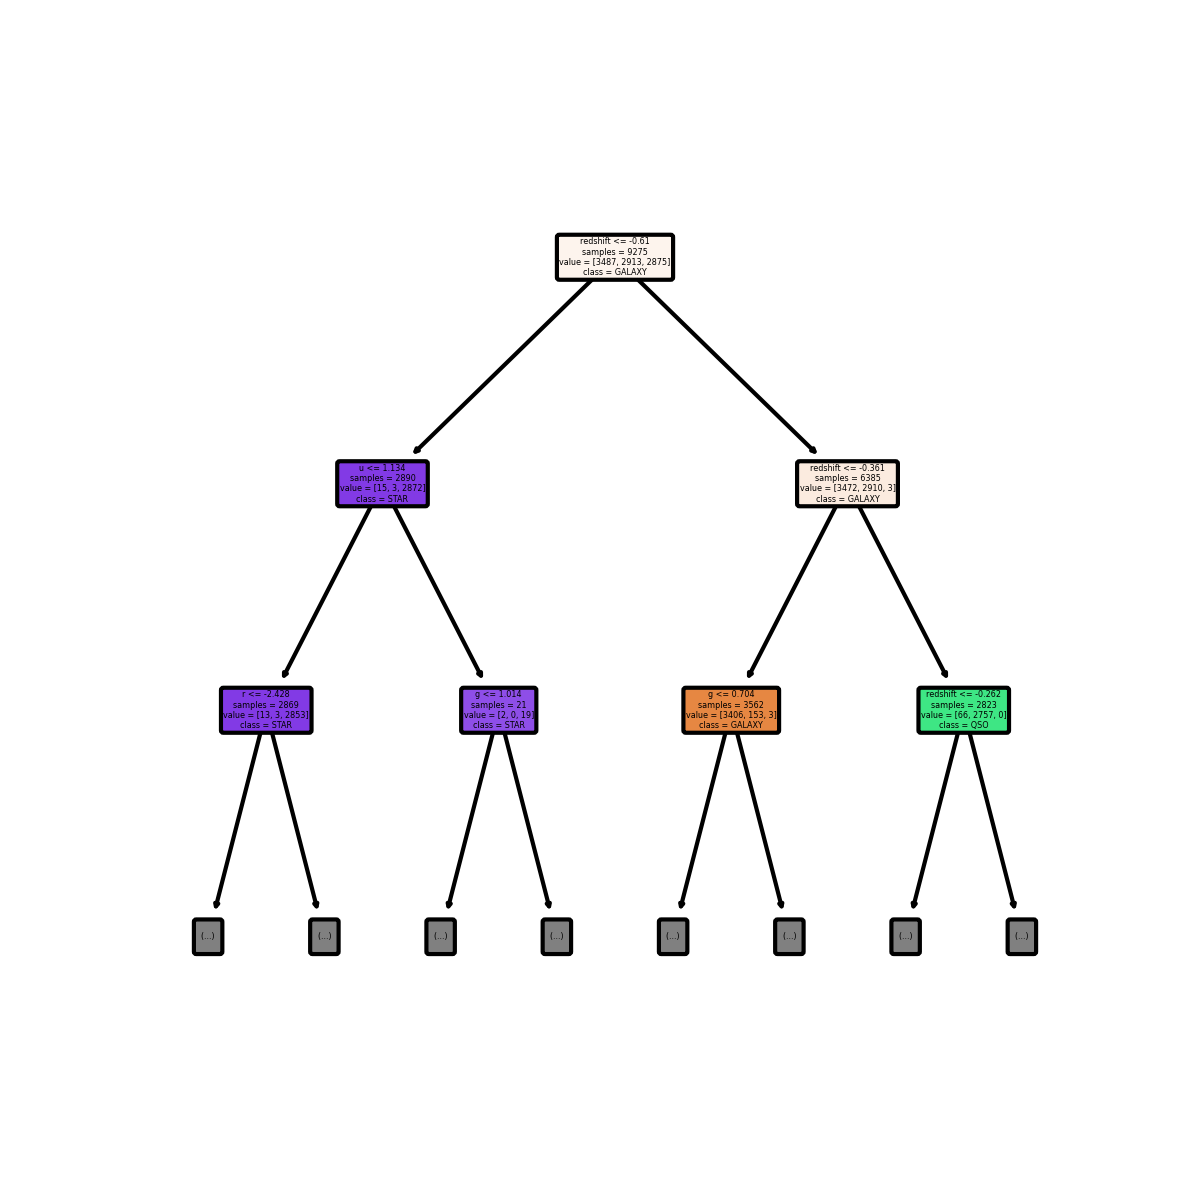 redshift <= -0.61
samples = 9275
value = [3487, 2913, 2875]
class = GALAXY
u <= 1.134
samples = 2890
value = [15, 3, 2872]
class = STAR
redshift <= -0.361
samples = 6385
value = [3472, 2910, 3]
class = GALAXY
r <= -2.428
samples = 2869
value = [13, 3, 2853]
class = STAR
g <= 1.014
samples = 21
value = [2, 0, 19]
class = STAR
g <= 0.704
samples = 3562
value = [3406, 153, 3]
class = GALAXY
redshift <= -0.262
samples = 2823
value = [66, 2757, 0]
class = QSO
(...)
(...)
(...)
(...)
(...)
(...)
(...)
(...)